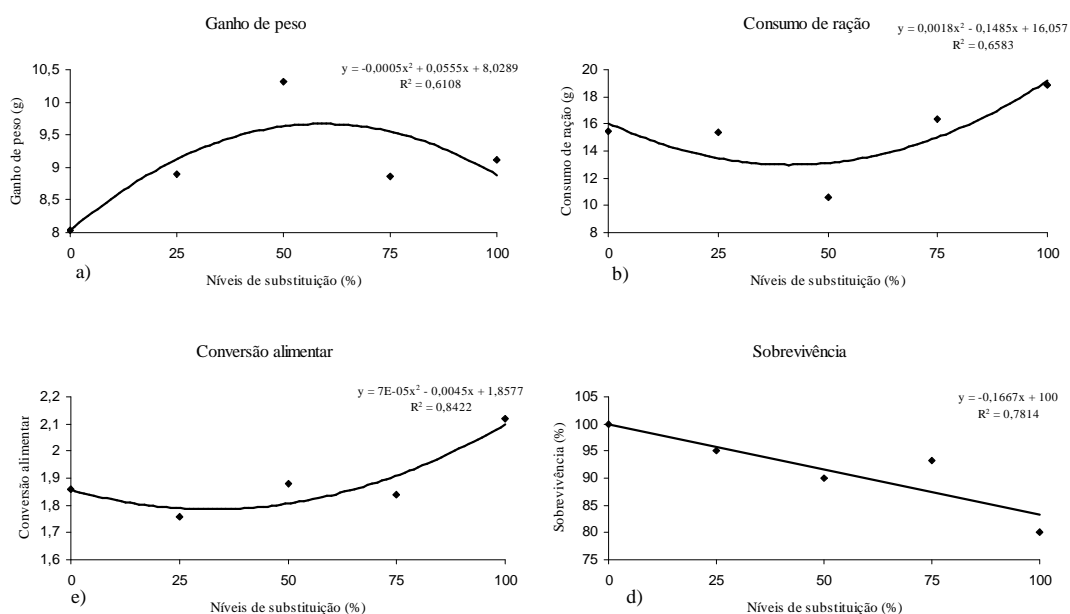 Ganho de peso
y = -0,0005x² + 0,0555x + 8,0289
R² = 0,6108
10,5
10
9,5
9
8,5
8
Ganho de peso (g)
0 25 50 75 100
a)
Níveis de substituição (%)
Consumo de ração
y = 0,0018x² - 0,1485x + 16,057
R² = 0,6583
20
18
16
14
12
10
8
Consumo de ração (g)
0 25 50 75 100
b)
Níveis de substituição (%)
Conversão alimentar
y = 7E-05x² - 0,0045x + 1,8577
R² = 0,8422
2,2
2,1
2
1,9
1,8
1,7
1,6
Conversão alimentar
0 25 50 75 100
e)
Níveis de substituição (%)
Sobrevivência
y = -0,1667x + 100
R² = 0,7814
105
100
95
90
85
80
75
Sobrevivência (%)
0 25 50 75 100
d)
Níveis de substituição (%)